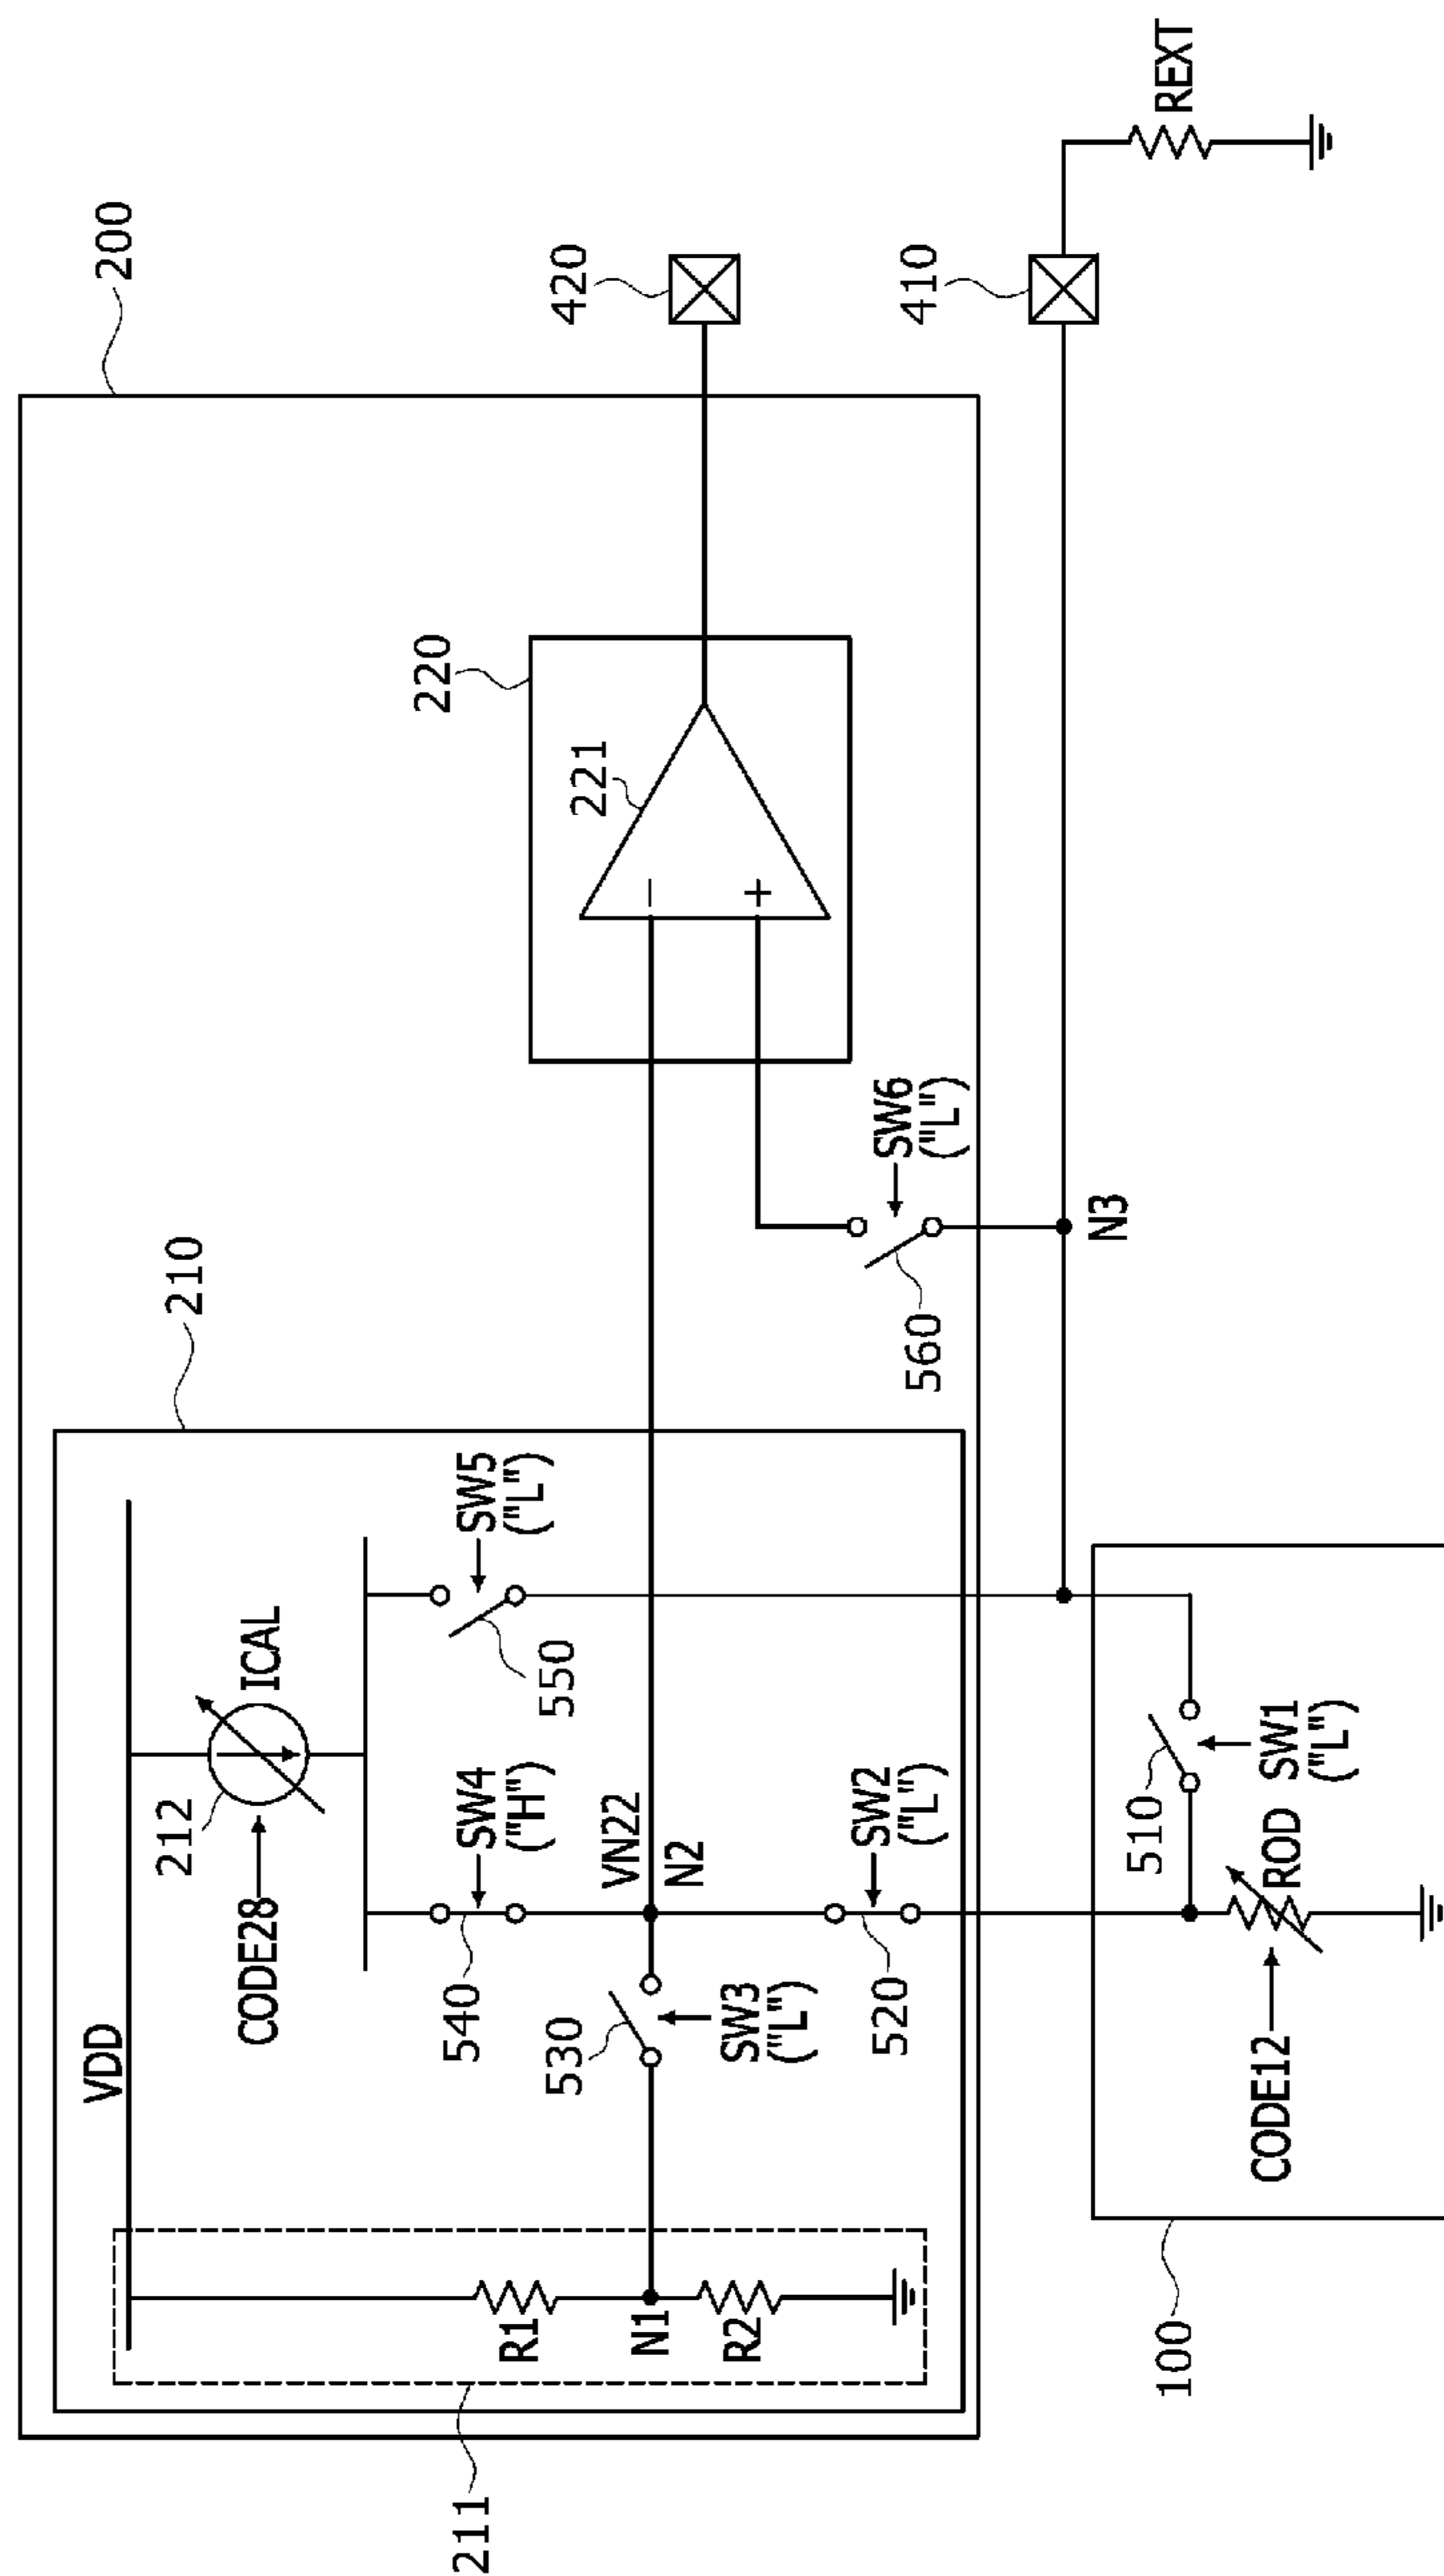 200
210
VDD
212
ICAL
CODE28
SW4
("H")
SW5
("L")
540
550
211
R1
N1
R2
530
SW3
("L")
VN22
N2
SW2
("L")
520
220
221
−
+
SW6
("L")
560
N3
420
410
REXT
100
510
SW1
("L")
ROD
CODE12